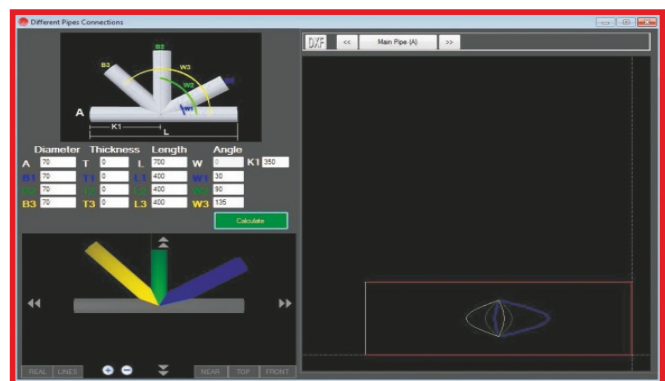 Different Pipes Connections
DXF << Main Pipe (A) >>
B2
B3 W3 B1
W2
A W1
K1
L
Diameter Thickness Length Angle
A 70 T 0 L 700 W 0 K1 350
B1 70 T1 0 L1 400 W1 30
B2 70 T2 0 L2 400 W2 90
B3 70 T3 0 L3 400 W3 135
Calculate
REAL LINES NEAR TOP FRONT